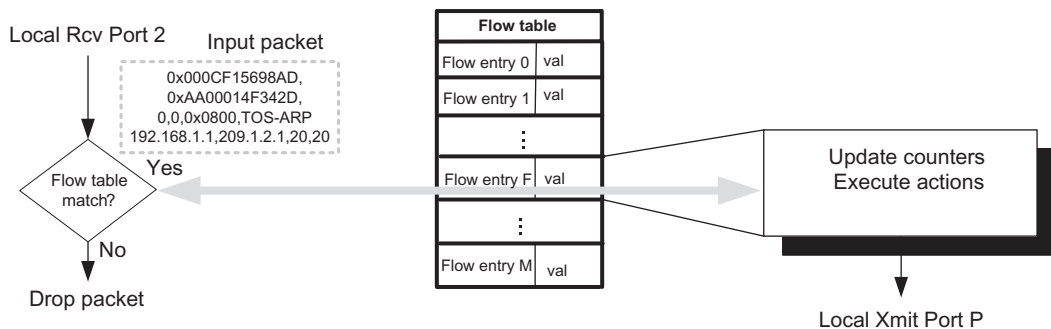 Local Rcv Port 2
Input packet
0x000CF15698AD,
0xAA00014F342D,
0,0,0x0800,TOS-ARP
192.168.1.1,209.1.2.1,20,20
Flow table
match?
Yes
No
Drop packet
Flow table
Flow entry 0 val
Flow entry 1 val
⋮
Flow entry F val
⋮
Flow entry M val
Update counters
Execute actions
Local Xmit Port P